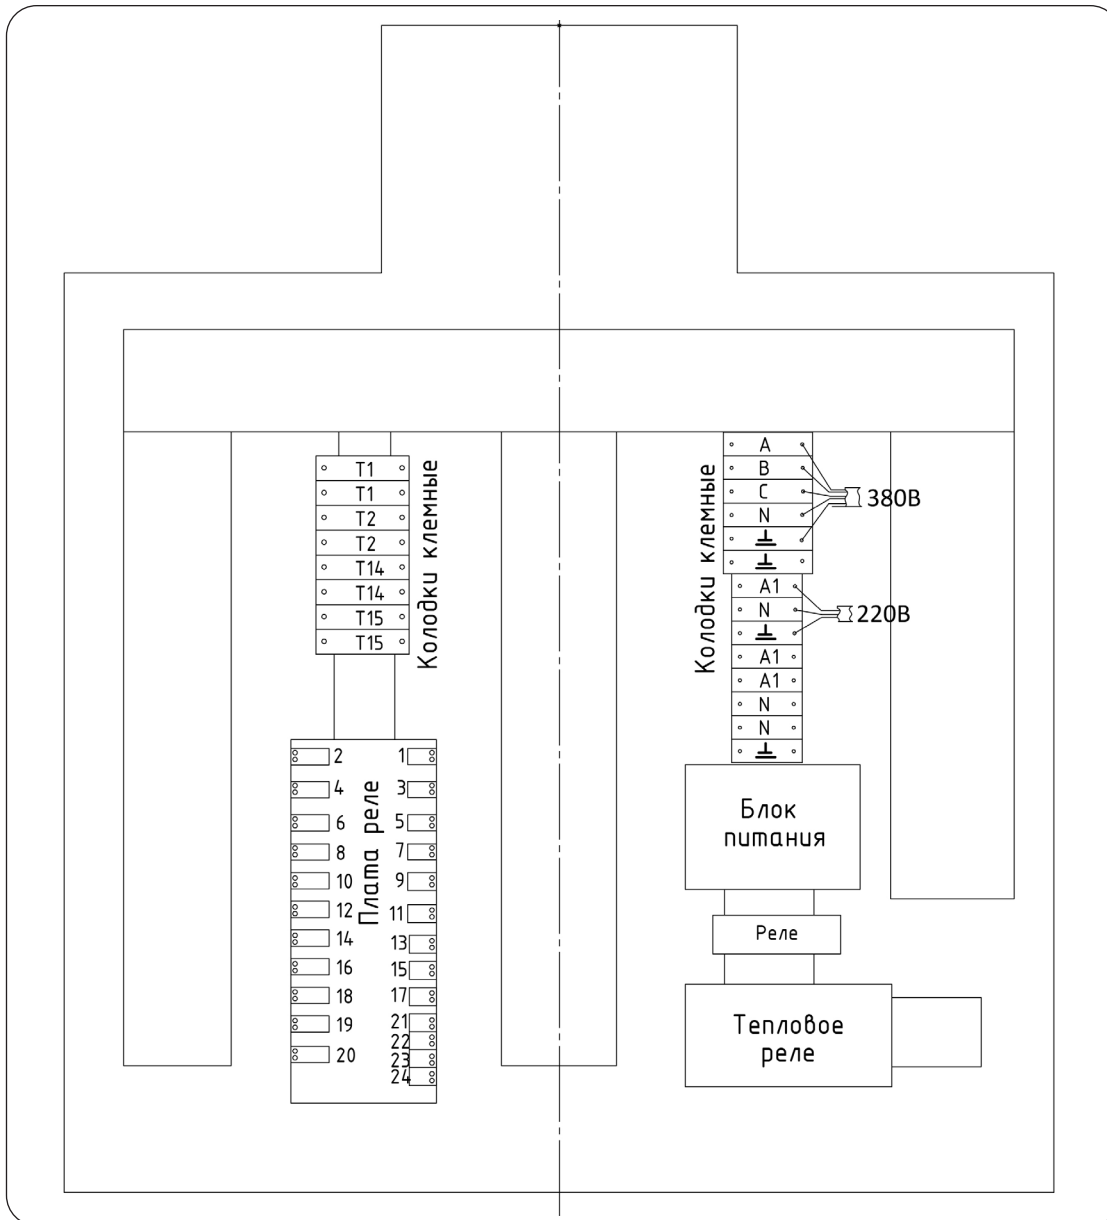 T1
T1
T2
T2
T14
T14
T15
T15
Колодки клемные
2
4
6
8
10
12
14
16
18
19
20
Плата реле
1
3
5
7
9
11
13
15
17
21
22
23
24
Колодки клемные
A
B
C
N
A1
N
A1
A1
N
N
380В
220В
Блок
питания
Реле
Тепловое
реле